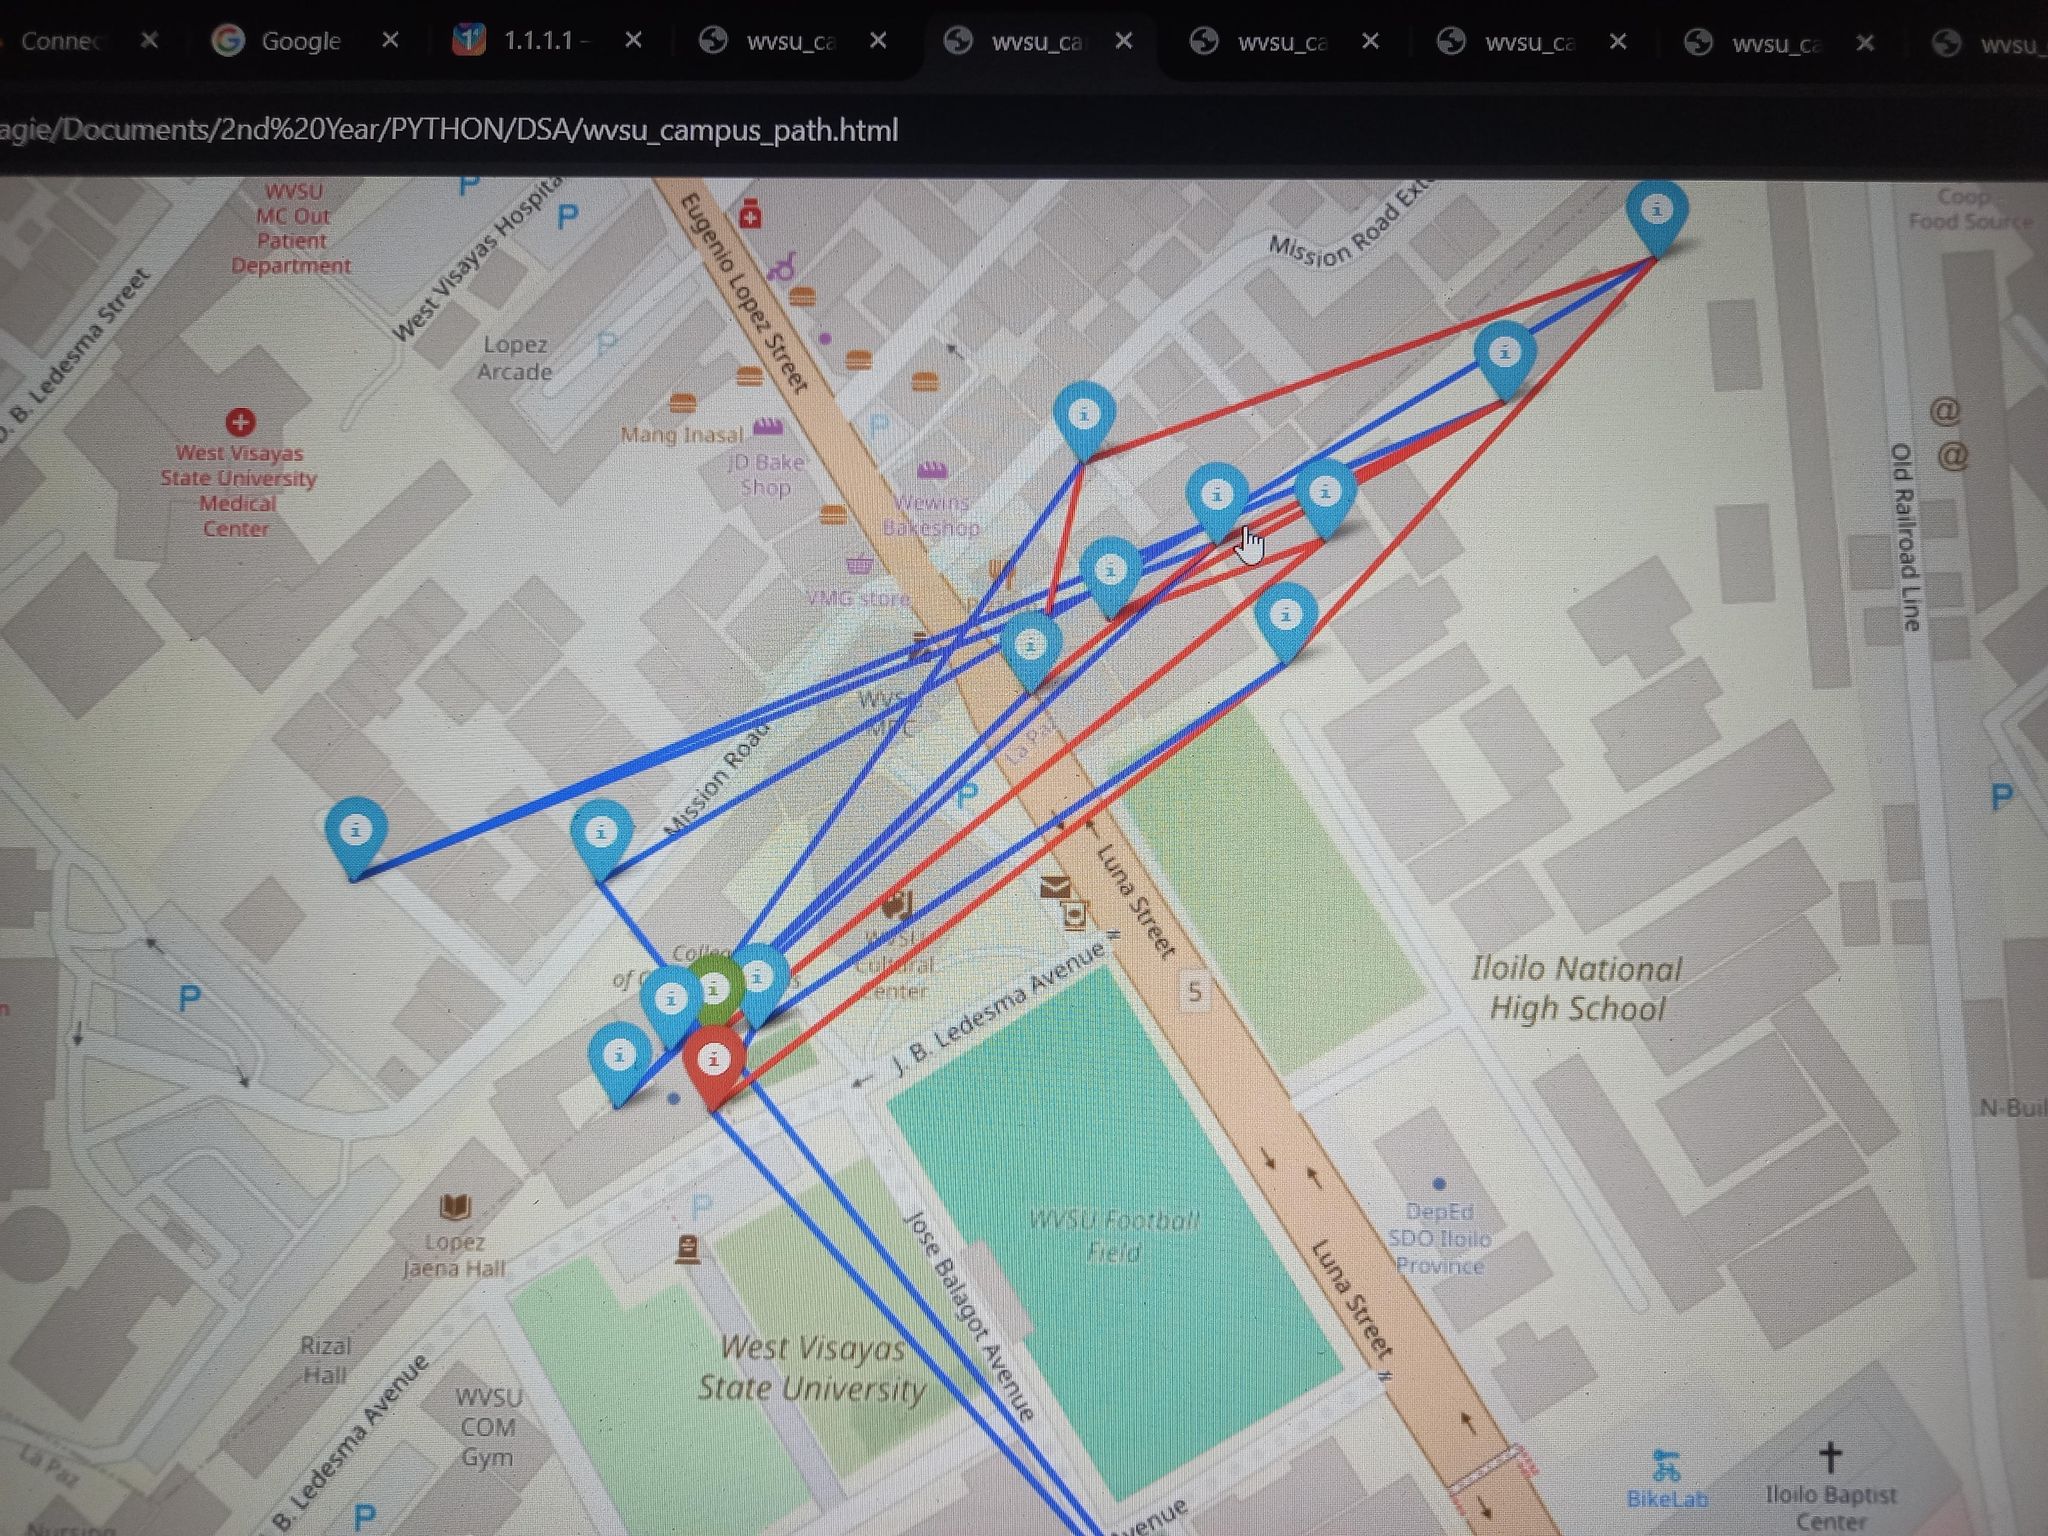 Connec
Google
1.1.1.1 -
wvsu_ca
wvsu_ca
wvsu_ca
wvsu_ca
wvsu_ca
wvsu_
agie/Documents/2nd%20Year/PYTHON/DSA/wvsu_campus_path.html
WVSU
MC Out
Patient
Department
P
P
West Visayas Hospita
Eugenio Lopez Street
Mission Road Exte
Coop
Food Source
D. B. Ledesma Street
Lopez
Arcade
P
Mang Inasal
P
JD Bake
Shop
Wewins
Bakeshop
West Visayas
State University
Medical
Center
@
@
Old Railroad Line
VMG store
WVSU
MPC
La Pa
Mission Road
P
P
Luna Street
Colleg
of C
WVSU
Cultural
Center
J. B. Ledesma Avenue
5
Iloilo National
High School
P
N-Buil
Lopez
Jaena Hall
P
Jose Balagot Avenue
WVSU Football
Field
DepEd
SDO Iloilo
Province
Luna Street
Rizal
Hall
West Visayas
State University
WVSU
COM
Gym
B. Ledesma Avenue
La Paz
P
Nursing
Avenue
BikeLab
Iloilo Baptist
Center